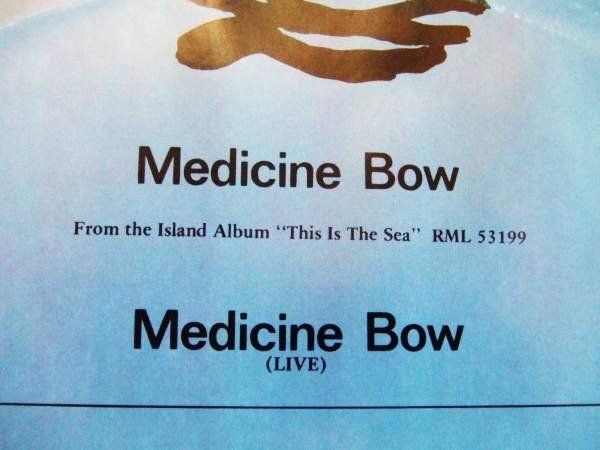 Medicine Bow
From the Island Album "This Is The Sea" RML 53199
Medicine Bow
(LIVE)